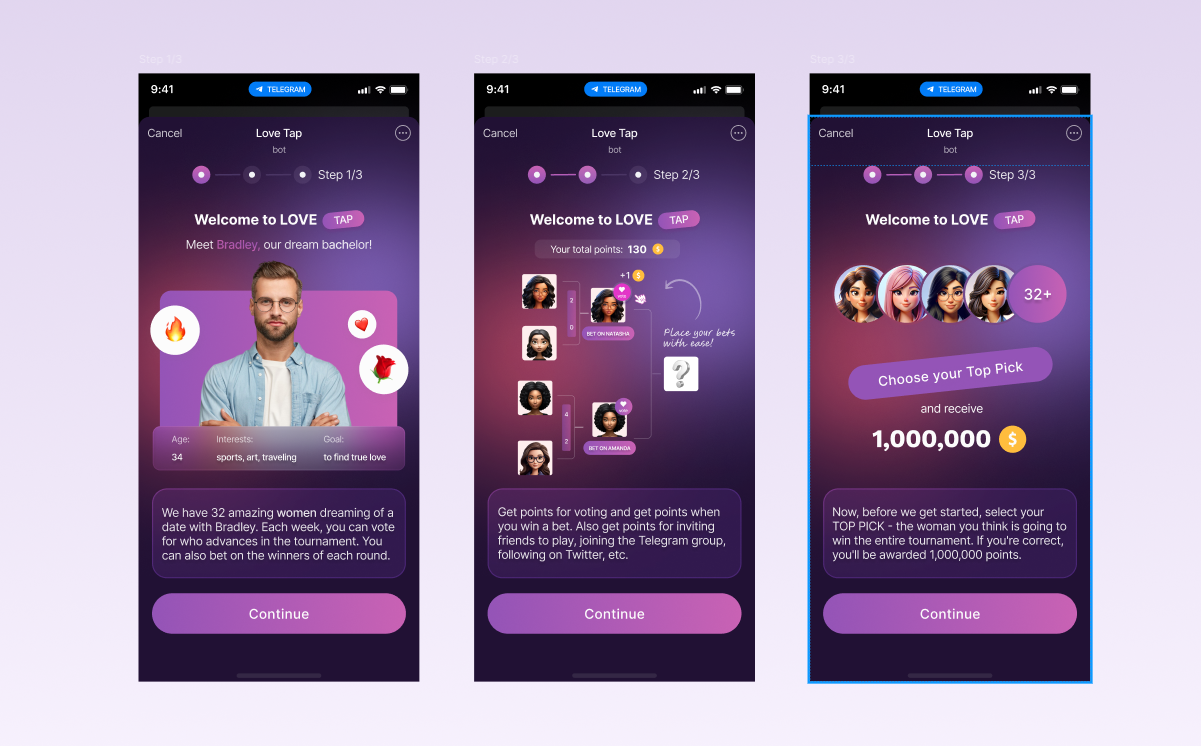 Step 1/3
9:41
TELEGRAM
Cancel
Love Tap
bot
Step 1/3
Welcome to LOVE TAP
Meet Bradley, our dream bachelor!
Age:
Interests:
Goal:
34
sports, art, traveling
to find true love
We have 32 amazing women dreaming of a
date with Bradley. Each week, you can vote
for who advances in the tournament. You
can also bet on the winners of each round.
Continue
Step 2/3
9:41
TELEGRAM
Cancel
Love Tap
bot
Step 2/3
Welcome to LOVE TAP
Your total points: 130 $
+1 $
vote
2
0
BET ON NATASHA
Place your bets
with ease!
?
vote
4
2
BET ON AMANDA
Get points for voting and get points when
you win a bet. Also get points for inviting
friends to play, joining the Telegram group,
following on Twitter, etc.
Continue
Step 3/3
9:41
TELEGRAM
Cancel
Love Tap
bot
Step 3/3
Welcome to LOVE TAP
32+
Choose your Top Pick
and receive
1,000,000 $
Now, before we get started, select your
TOP PICK - the woman you think is going to
win the entire tournament. If you're correct,
you'll be awarded 1,000,000 points.
Continue